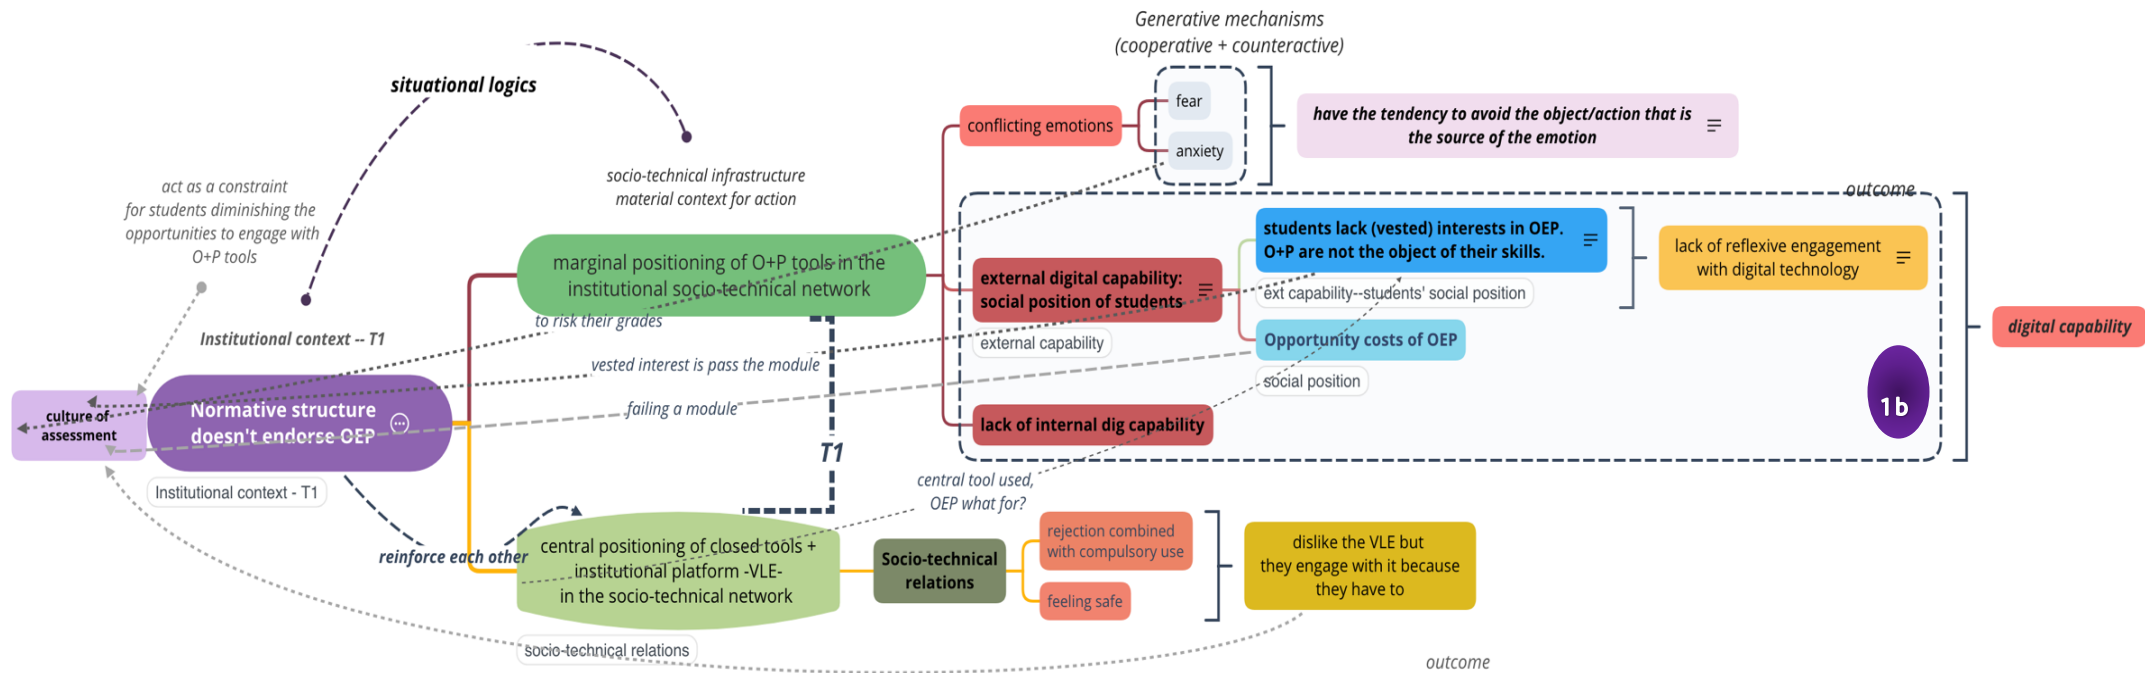 Generative mechanisms
(cooperative + counteractive)
situational logics
fear
conflicting emotions
anxiety
have the tendency to avoid the object/action that is
the source of the emotion
act as a constraint
for students diminishing the
opportunities to engage with
O+P tools
socio-technical infrastructure
material context for action
outcome
marginal positioning of O+P tools in the
institutional socio-technical network
external digital capability:
social position of students
external capability
students lack (vested) interests in OEP.
O+P are not the object of their skills.
ext capability--students' social position
lack of reflexive engagement
with digital technology
Opportunity costs of OEP
social position
digital capability
1b
lack of internal dig capability
Institutional context -- T1
to risk their grades
vested interest is pass the module
failing a module
culture of
assessment
Normative structure
doesn't endorse OEP
Institutional context - T1
T1
central tool used,
OEP what for?
reinforce each other
central positioning of closed tools +
institutional platform -VLE-
in the socio-technical network
socio-technical relations
Socio-technical
relations
rejection combined
with compulsory use
feeling safe
dislike the VLE but
they engage with it because
they have to
outcome